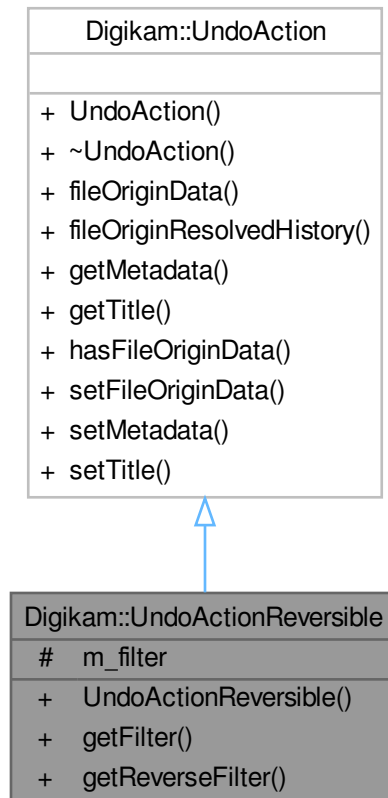 Digikam::UndoAction
+ UndoAction()
+ ~UndoAction()
+ fileOriginData()
+ fileOriginResolvedHistory()
+ getMetadata()
+ getTitle()
+ hasFileOriginData()
+ setFileOriginData()
+ setMetadata()
+ setTitle()
Digikam::UndoActionReversible
# m_filter
+ UndoActionReversible()
+ getFilter()
+ getReverseFilter()